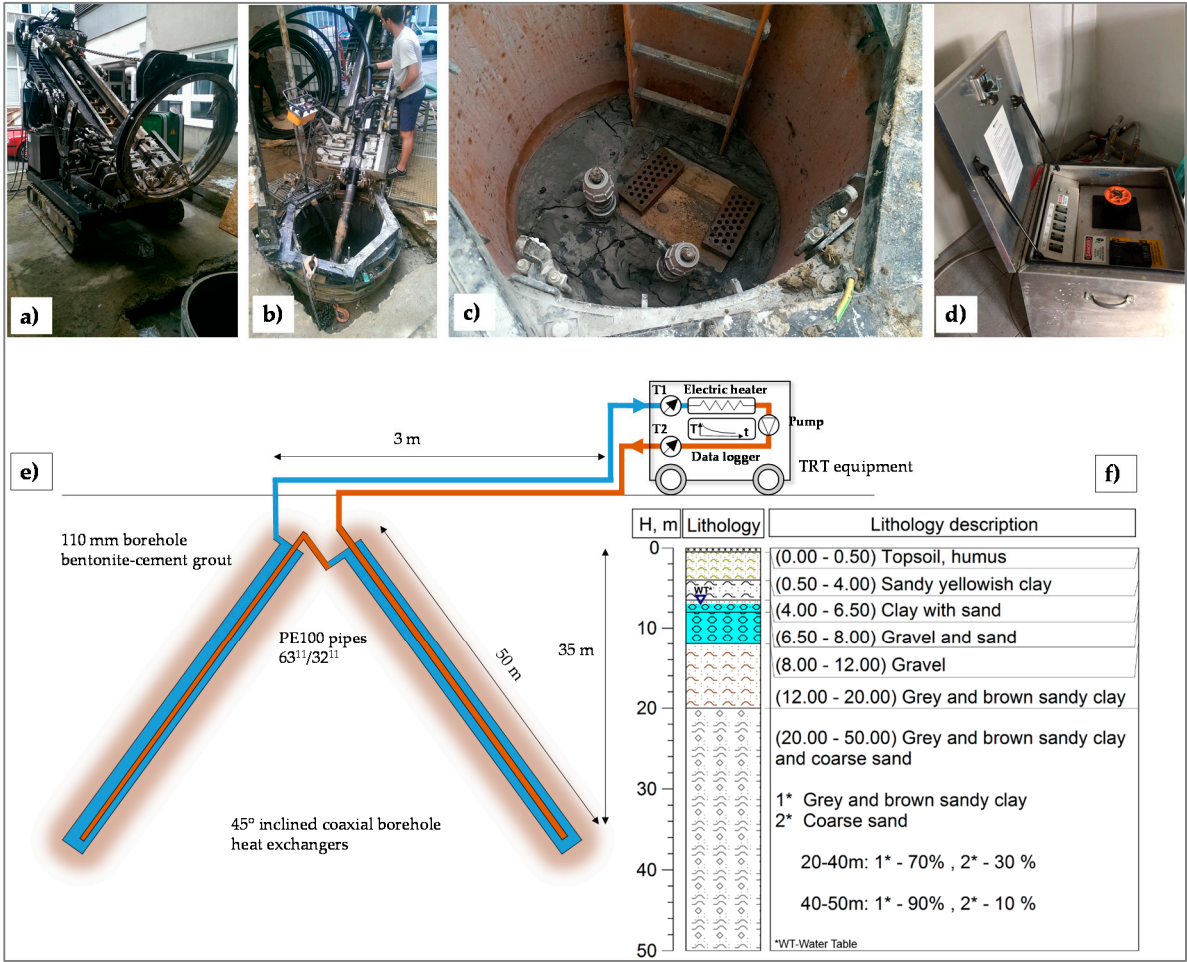 a)
b)
c)
d)
e)
3 m
T1
Electric heater
T
t
Pump
T2
Data logger
TRT equipment
110 mm borehole
bentonite-cement grout
PE100 pipes
63¹¹/32¹¹
50 m
35 m
45° inclined coaxial borehole
heat exchangers
f)
H, m
Lithology
Lithology description
0
10
20
30
40
50
WT*
(0.00 - 0.50) Topsoil, humus
(0.50 - 4.00) Sandy yellowish clay
(4.00 - 6.50) Clay with sand
(6.50 - 8.00) Gravel and sand
(8.00 - 12.00) Gravel
(12.00 - 20.00) Grey and brown sandy clay
(20.00 - 50.00) Grey and brown sandy clay
and coarse sand
1* Grey and brown sandy clay
2* Coarse sand
20-40m: 1* - 70% , 2* - 30 %
40-50m: 1* - 90% , 2* - 10 %
*WT-Water Table